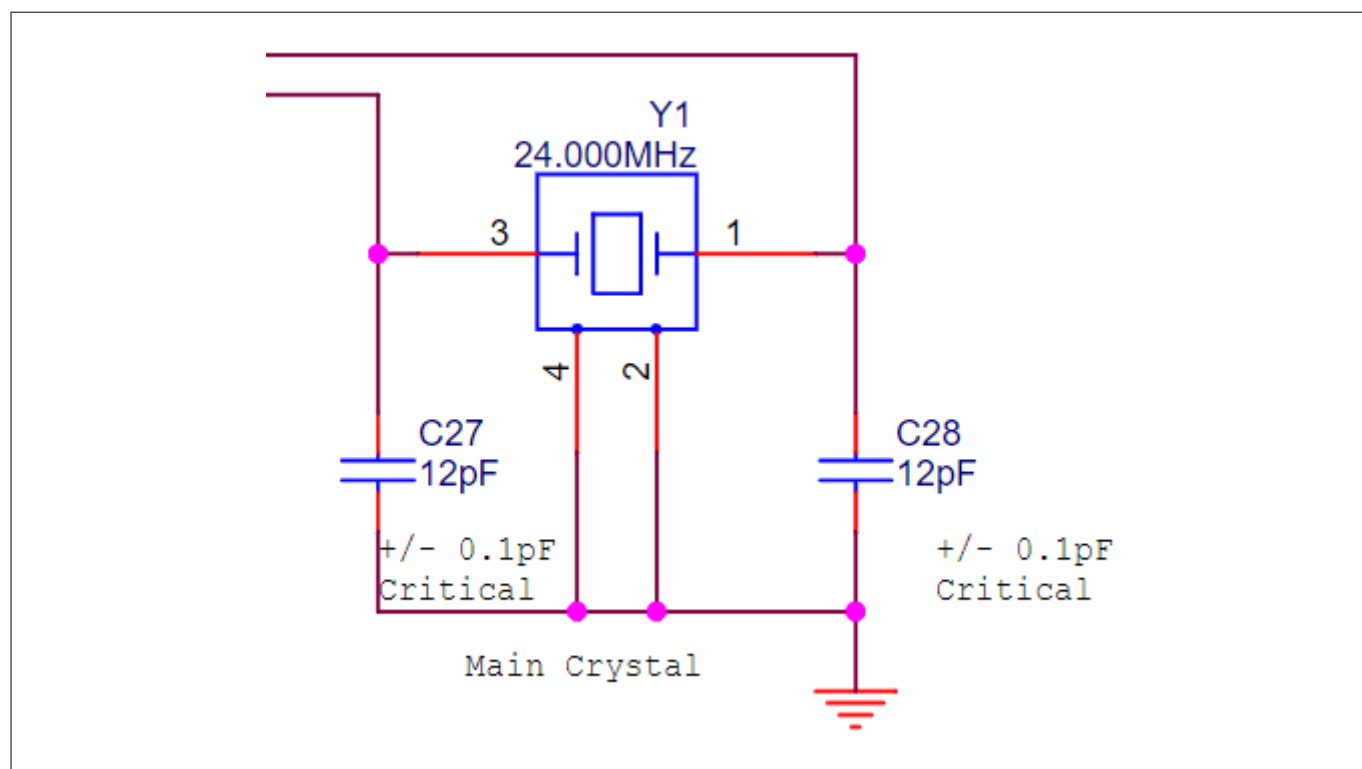 Y1
24.000MHz
3
1
4
2
C27
12pF
C28
12pF
+/- 0.1pF
Critical
+/- 0.1pF
Critical
Main Crystal